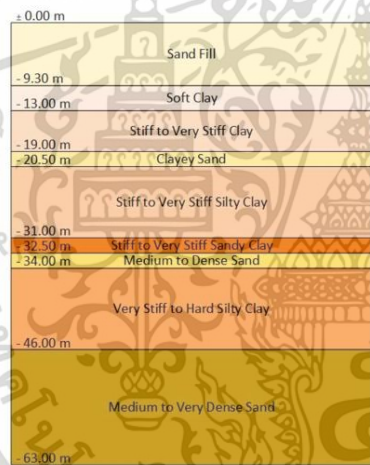 ± 0.00 m
Sand Fill
- 9.30 m
Soft Clay
- 13.00 m
Stiff to Very Stiff Clay
- 19.00 m
Clayey Sand
- 20.50 m
Stiff to Very Stiff Silty Clay
- 31.00 m
Stiff to Very Stiff Sandy Clay
- 32.50 m
Medium to Dense Sand
- 34.00 m
Very Stiff to Hard Silty Clay
- 46.00 m
Medium to Very Dense Sand
- 63.00 m